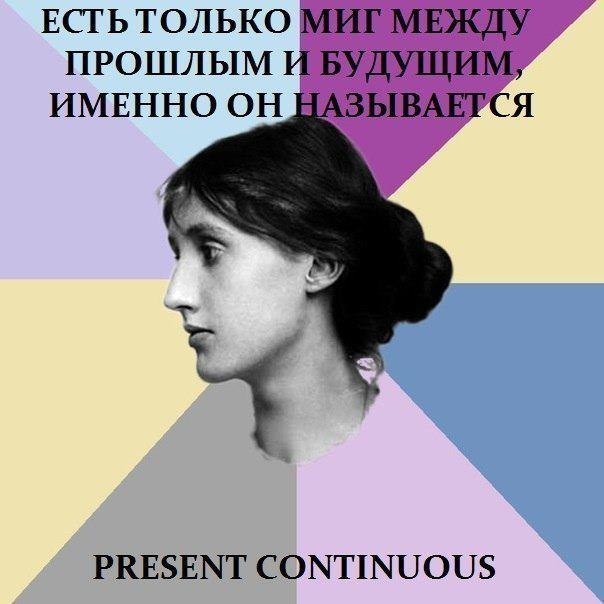 ЕСТЬ ТОЛЬКО МИГ МЕЖДУ
ПРОШЛЫМ И БУДУЩИМ,
ИМЕННО ОН НАЗЫВАЕТСЯ
PRESENT CONTINUOUS